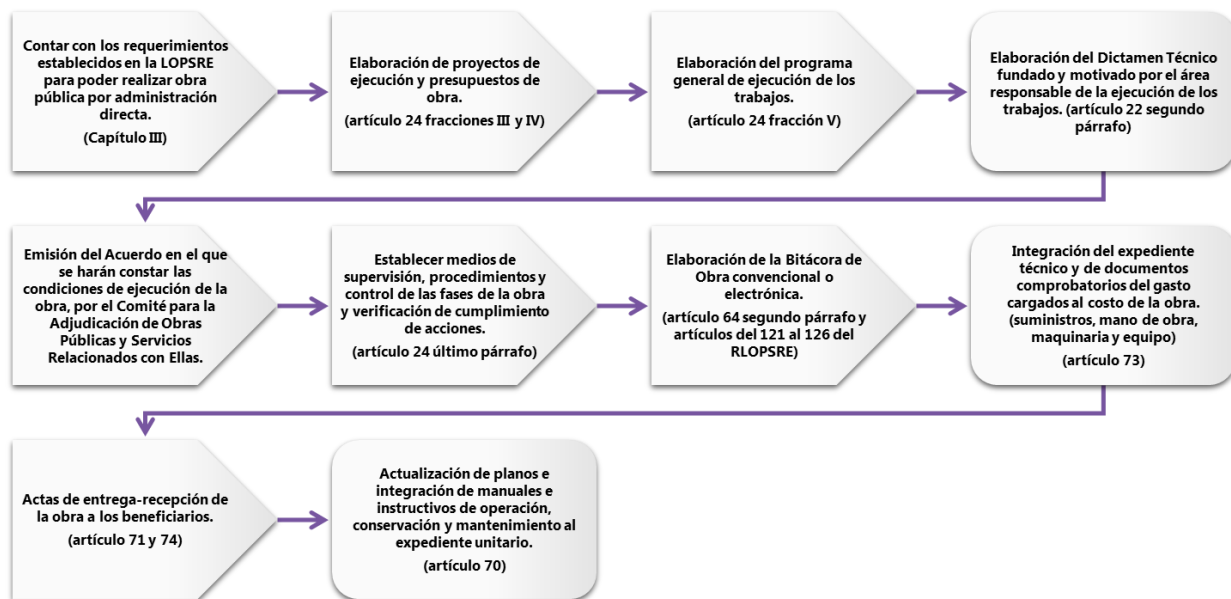 Contar con los requerimientos
establecidos en la LOPSRE
para poder realizar obra
pública por administración
directa.
(Capítulo III)
Elaboración de proyectos de
ejecución y presupuestos de
obra.
(artículo 24 fracciones III y IV)
Elaboración del programa
general de ejecución de los
trabajos.
(artículo 24 fracción V)
Elaboración del Dictamen Técnico
fundado y motivado por el área
responsable de la ejecución de los
trabajos. (artículo 22 segundo
párrafo)
Emisión del Acuerdo en el que
se harán constar las
condiciones de ejecución de la
obra, por el Comité para la
Adjudicación de Obras
Públicas y Servicios
Relacionados con Ellas.
Establecer medios de
supervisión, procedimientos y
control de las fases de la obra
y verificación de cumplimiento
de acciones.
(artículo 24 último párrafo)
Elaboración de la Bitácora de
Obra convencional o
electrónica.
(artículo 64 segundo párrafo y
artículos del 121 al 126 del
RLOPSRE)
Integración del expediente
técnico y de documentos
comprobatorios del gasto
cargados al costo de la obra.
(suministros, mano de obra,
maquinaria y equipo)
(artículo 73)
Actas de entrega-recepción de
la obra a los beneficiarios.
(artículo 71 y 74)
Actualización de planos e
integración de manuales e
instructivos de operación,
conservación y mantenimiento al
expediente unitario.
(artículo 70)